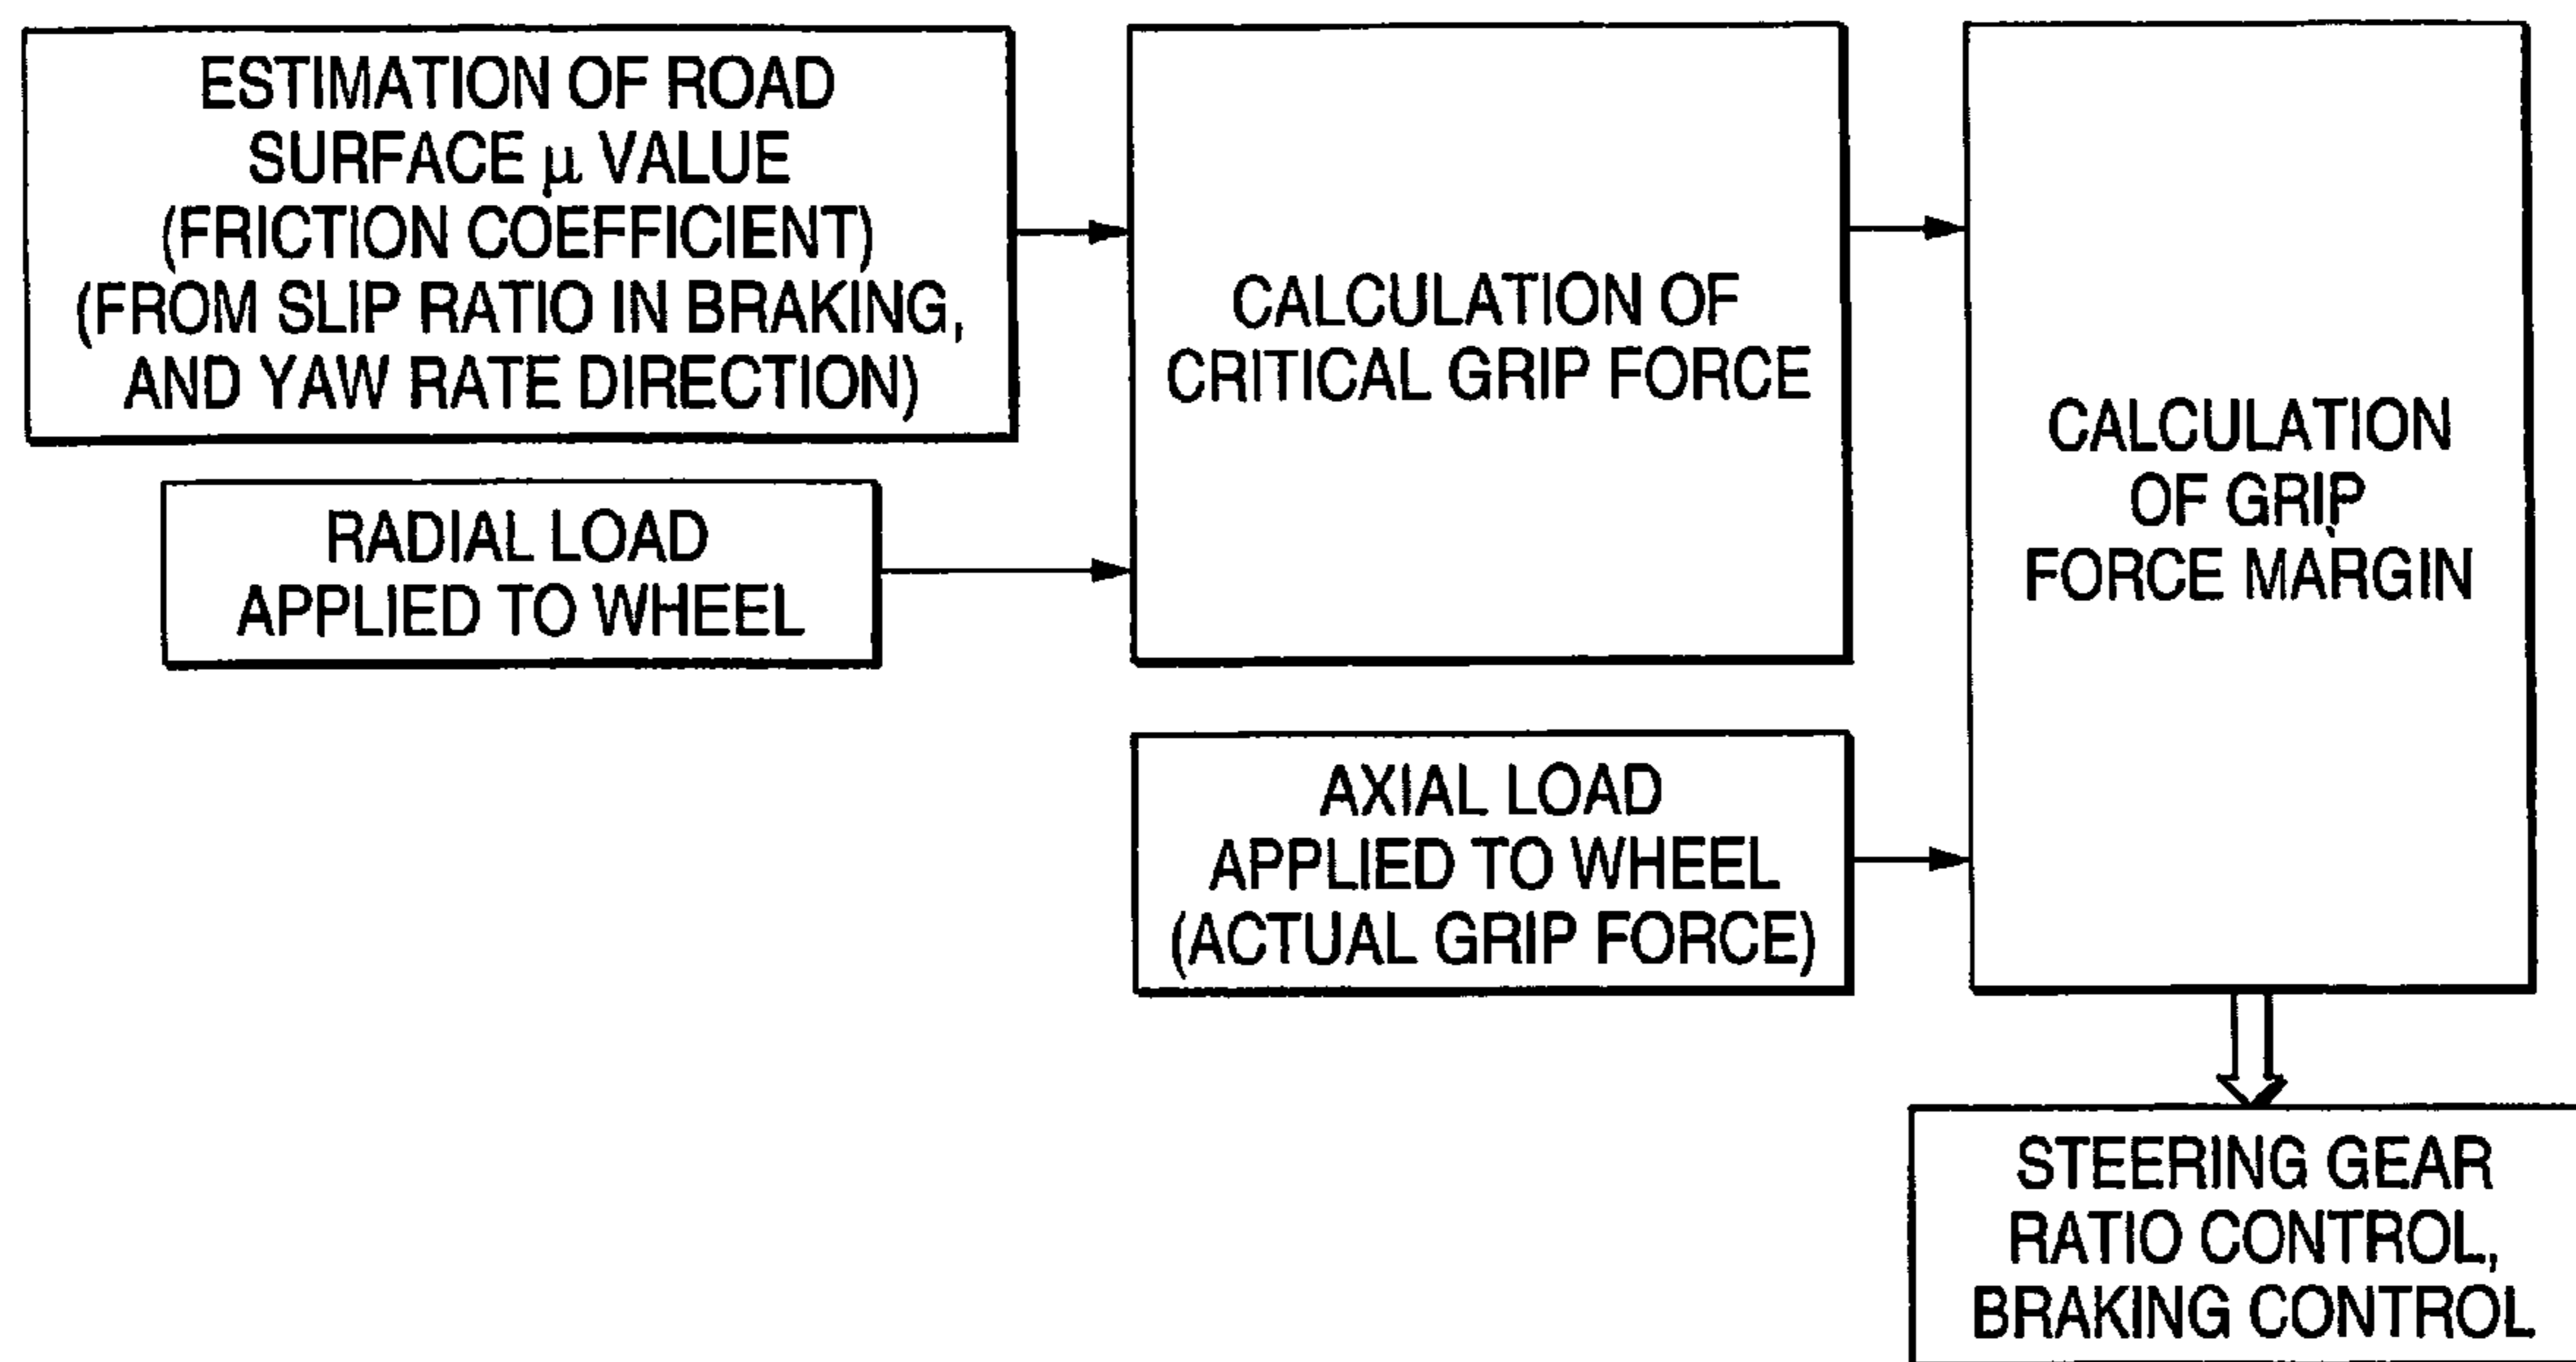 ESTIMATION OF ROAD
SURFACE μ VALUE
(FRICTION COEFFICIENT)
(FROM SLIP RATIO IN BRAKING,
AND YAW RATE DIRECTION)
RADIAL LOAD
APPLIED TO WHEEL
CALCULATION OF
CRITICAL GRIP FORCE
AXIAL LOAD
APPLIED TO WHEEL
(ACTUAL GRIP FORCE)
CALCULATION
OF GRIP
FORCE MARGIN
STEERING GEAR
RATIO CONTROL,
BRAKING CONTROL